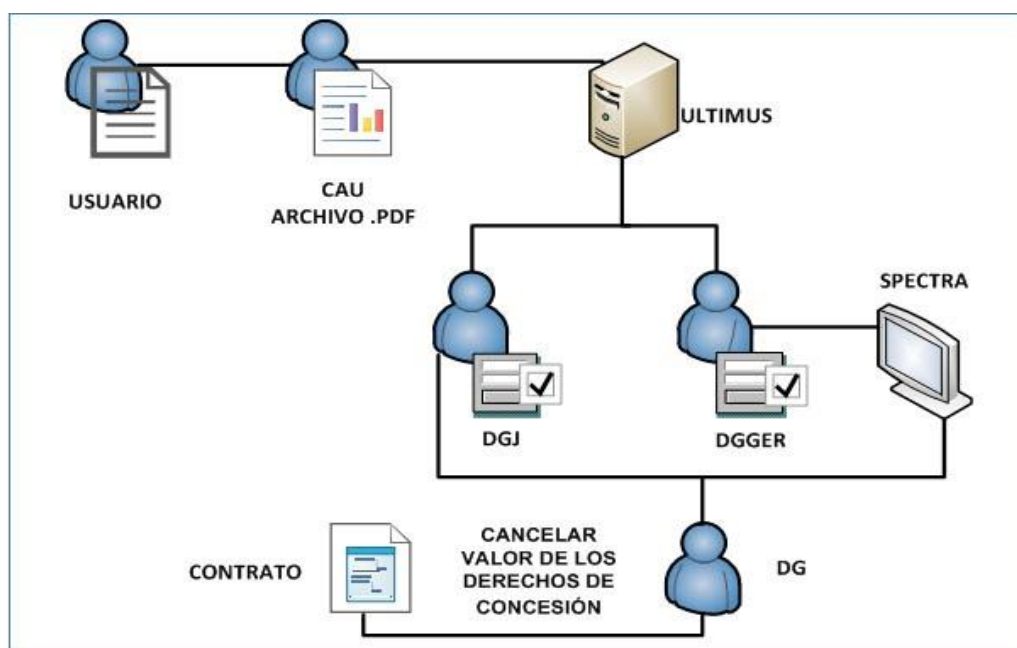 USUARIO
CAU
ARCHIVO .PDF
ULTIMUS
SPECTRA
DGJ
DGGER
CONTRATO
CANCELAR
VALOR DE LOS
DERECHOS DE
CONCESIÓN
DG